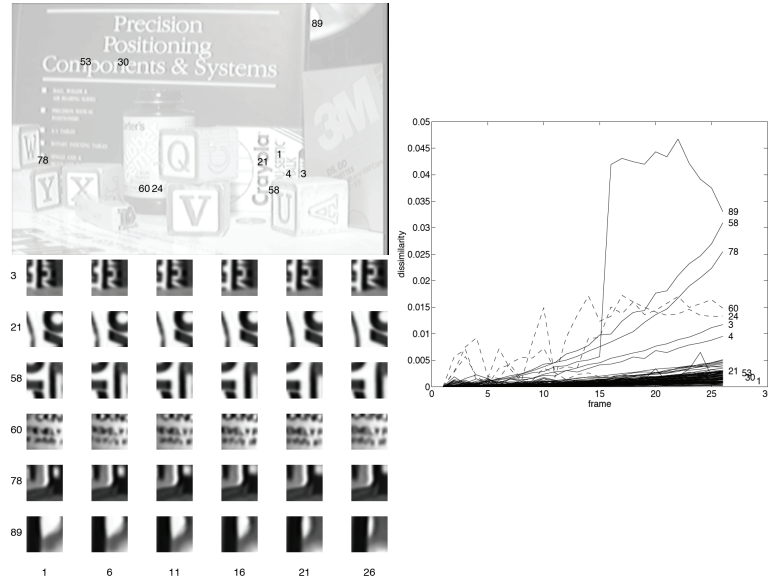 Precision
Positioning
Components & Systems
89
53 30
3M
Crayola
W
Y X
Q
C
V
U
A
78
60 24
21 1
4 3
58
3
21
58
60
78
89
1 6 11 16 21 26
0.05
0.045
0.04
0.035
0.03
0.025
0.02
0.015
0.01
0.005
0
dissimilarity
89
58
78
60
24
3
4
21 53 30 1
0 5 10 15 20 25 3
frame